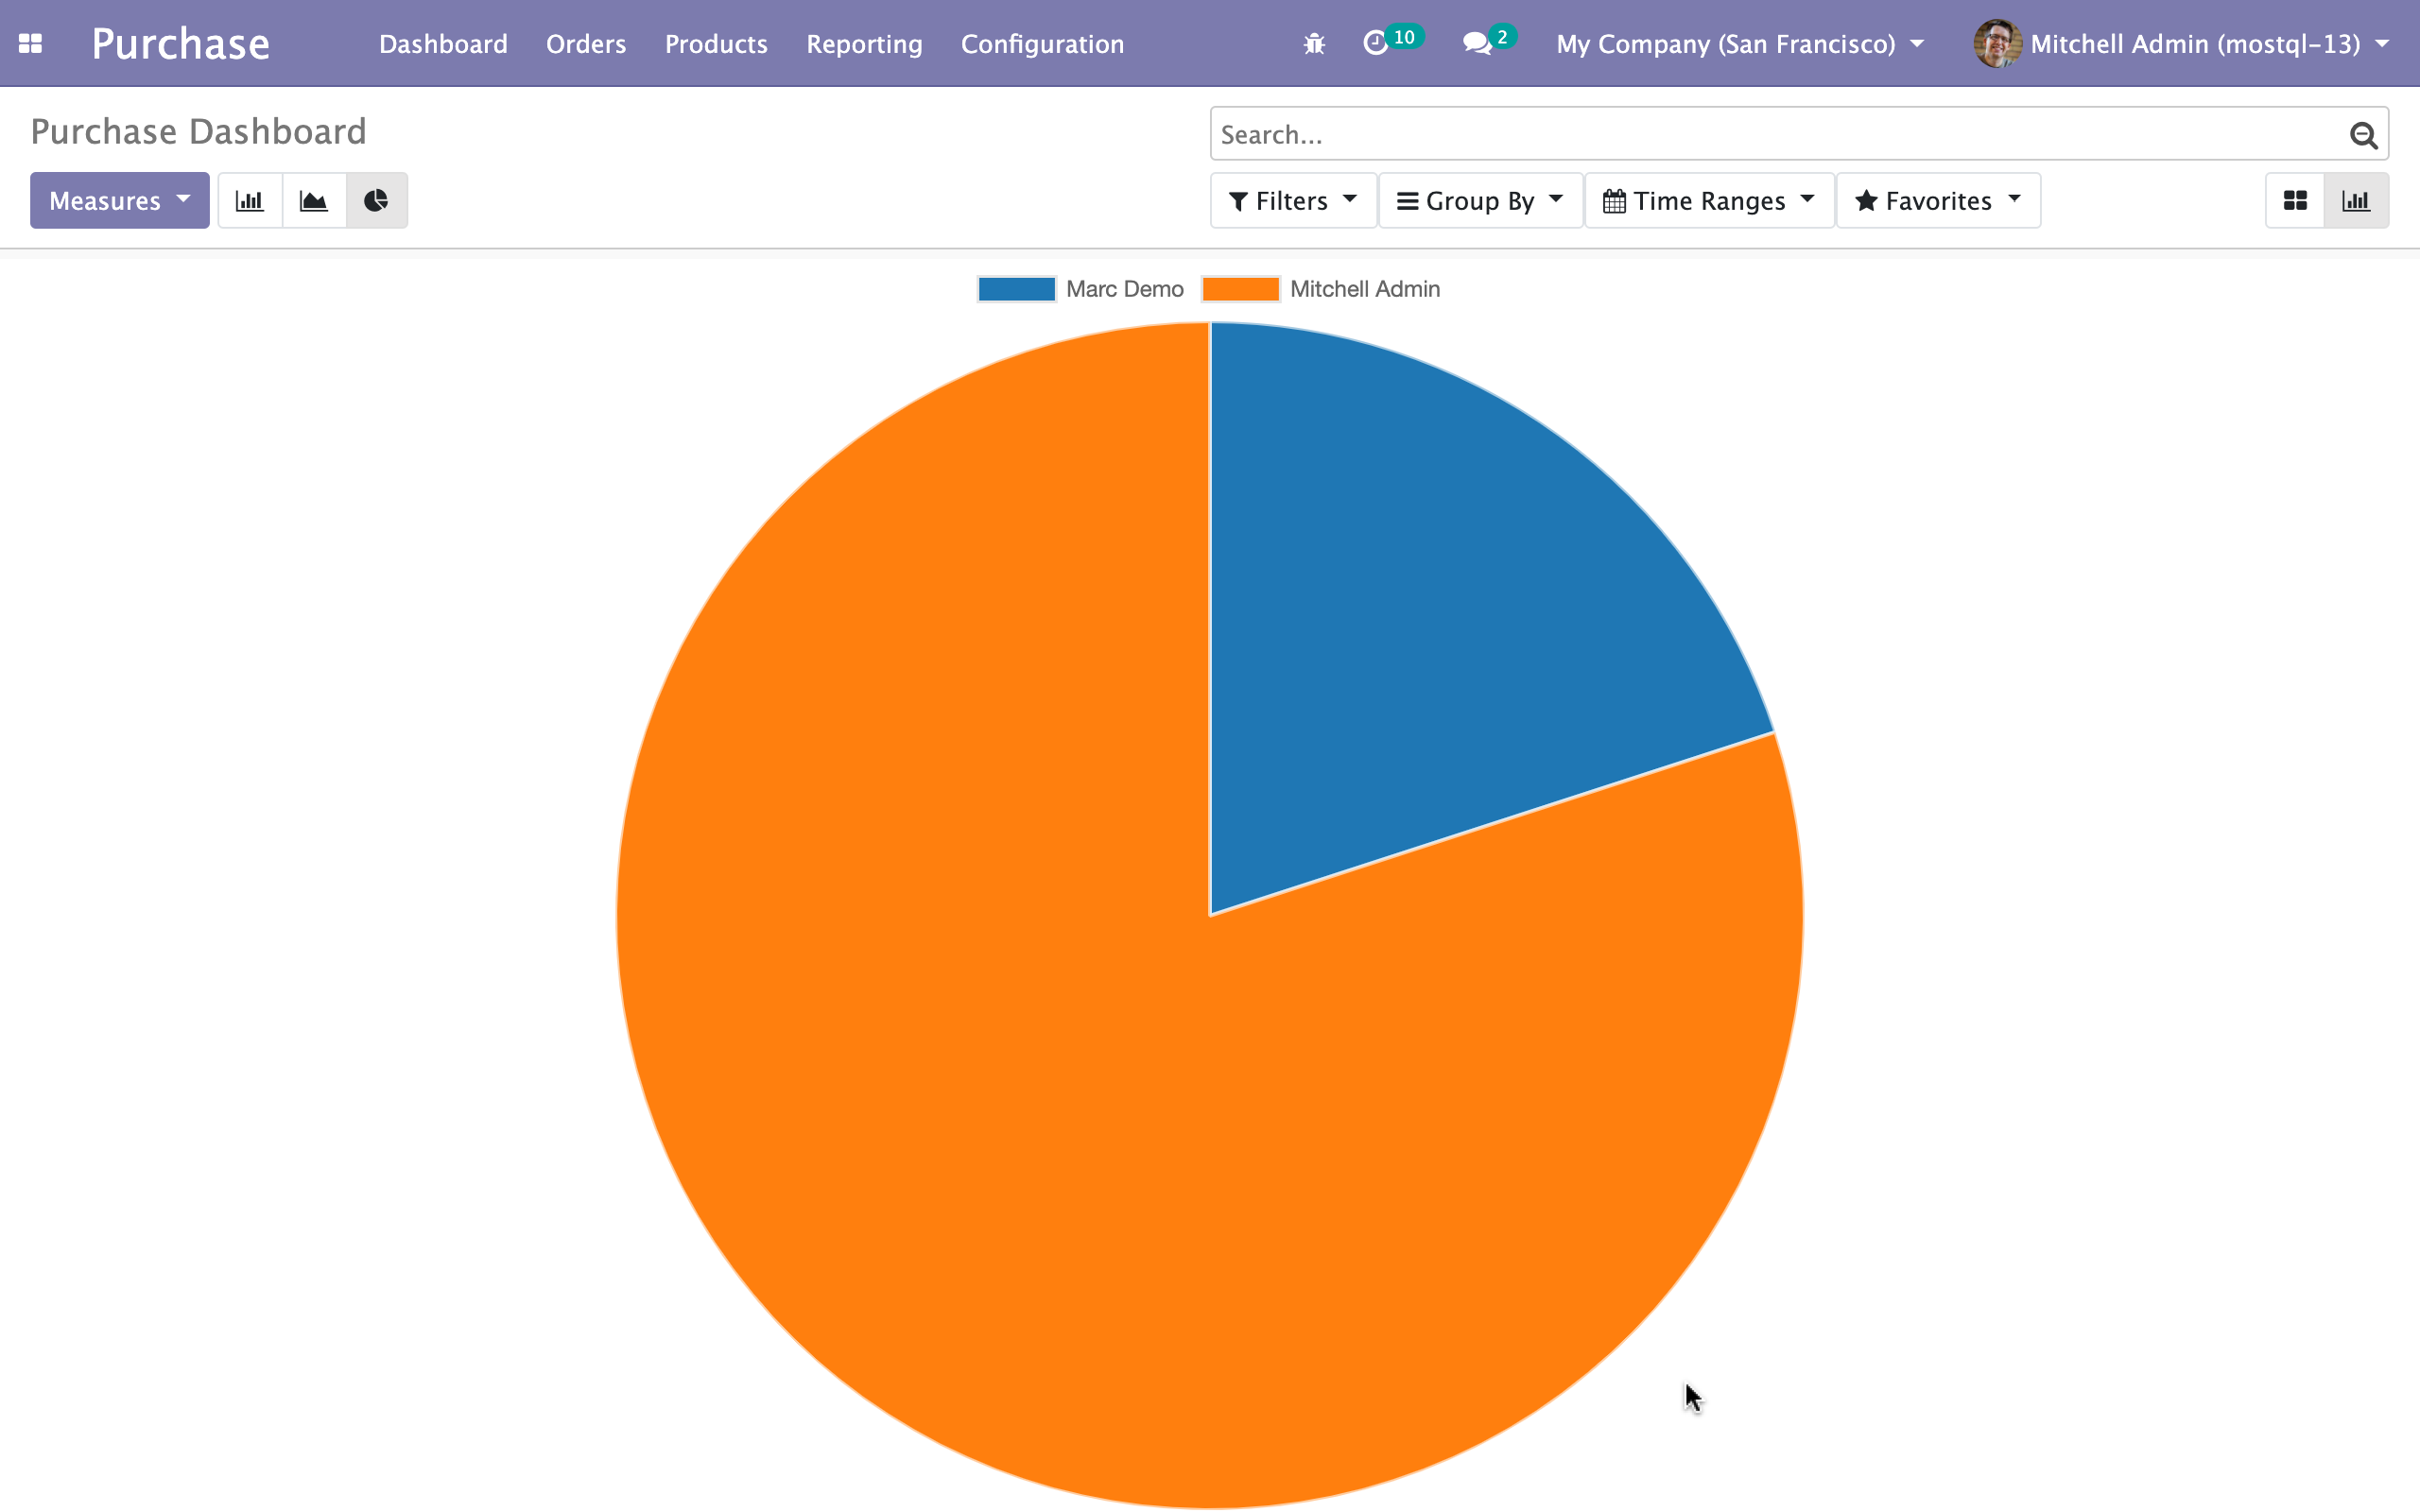 Purchase Dashboard Orders Products Reporting Configuration 10 2 My Company (San Francisco) Mitchell Admin (mostql-13)
Purchase Dashboard
Search...
Measures Filters Group By Time Ranges Favorites
Marc Demo Mitchell Admin